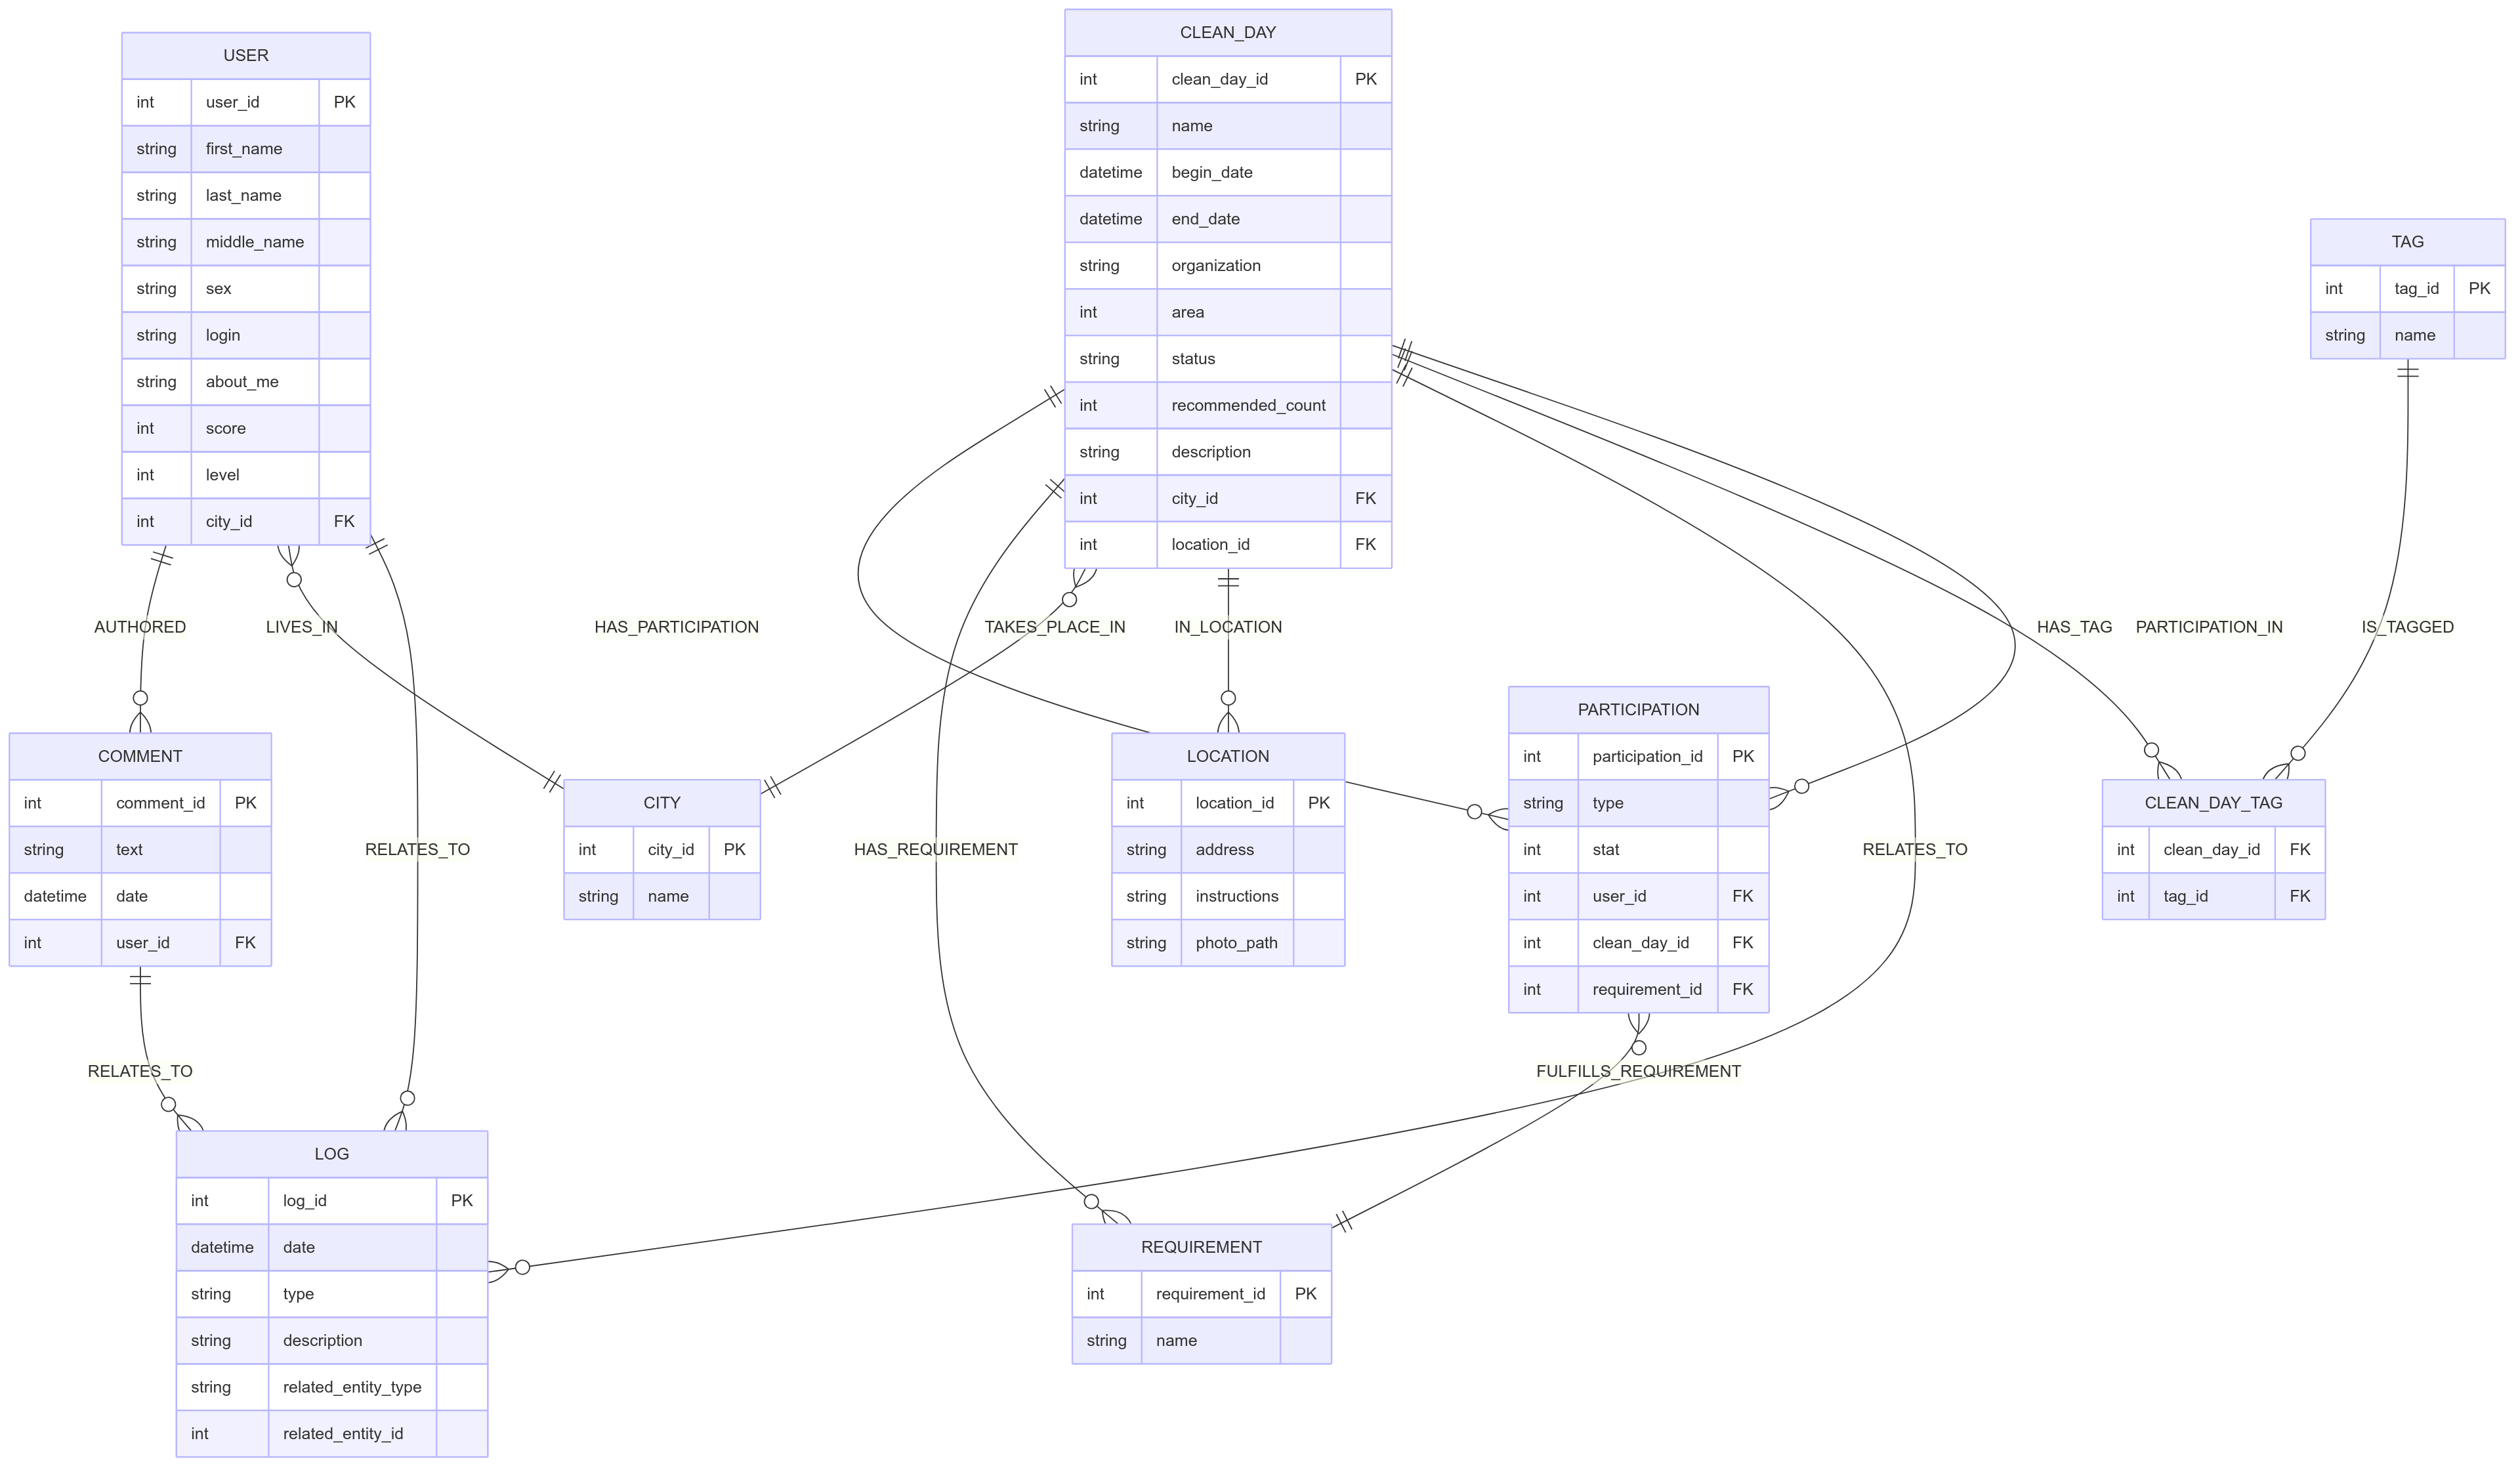 USER
int user_id PK
string first_name
string last_name
string middle_name
string sex
string login
string about_me
int score
int level
int city_id FK
CLEAN_DAY
int clean_day_id PK
string name
datetime begin_date
datetime end_date
string organization
int area
string status
int recommended_count
string description
int city_id FK
int location_id FK
TAG
int tag_id PK
string name
AUTHORED
LIVES_IN
HAS_PARTICIPATION
TAKES_PLACE_IN
IN_LOCATION
HAS_TAG
PARTICIPATION_IN
IS_TAGGED
COMMENT
int comment_id PK
string text
datetime date
int user_id FK
RELATES_TO
CITY
int city_id PK
string name
HAS_REQUIREMENT
LOCATION
int location_id PK
string address
string instructions
string photo_path
PARTICIPATION
int participation_id PK
string type
int stat
int user_id FK
int clean_day_id FK
int requirement_id FK
RELATES_TO
CLEAN_DAY_TAG
int clean_day_id FK
int tag_id FK
RELATES_TO
FULFILLS_REQUIREMENT
LOG
int log_id PK
datetime date
string type
string description
string related_entity_type
int related_entity_id
REQUIREMENT
int requirement_id PK
string name